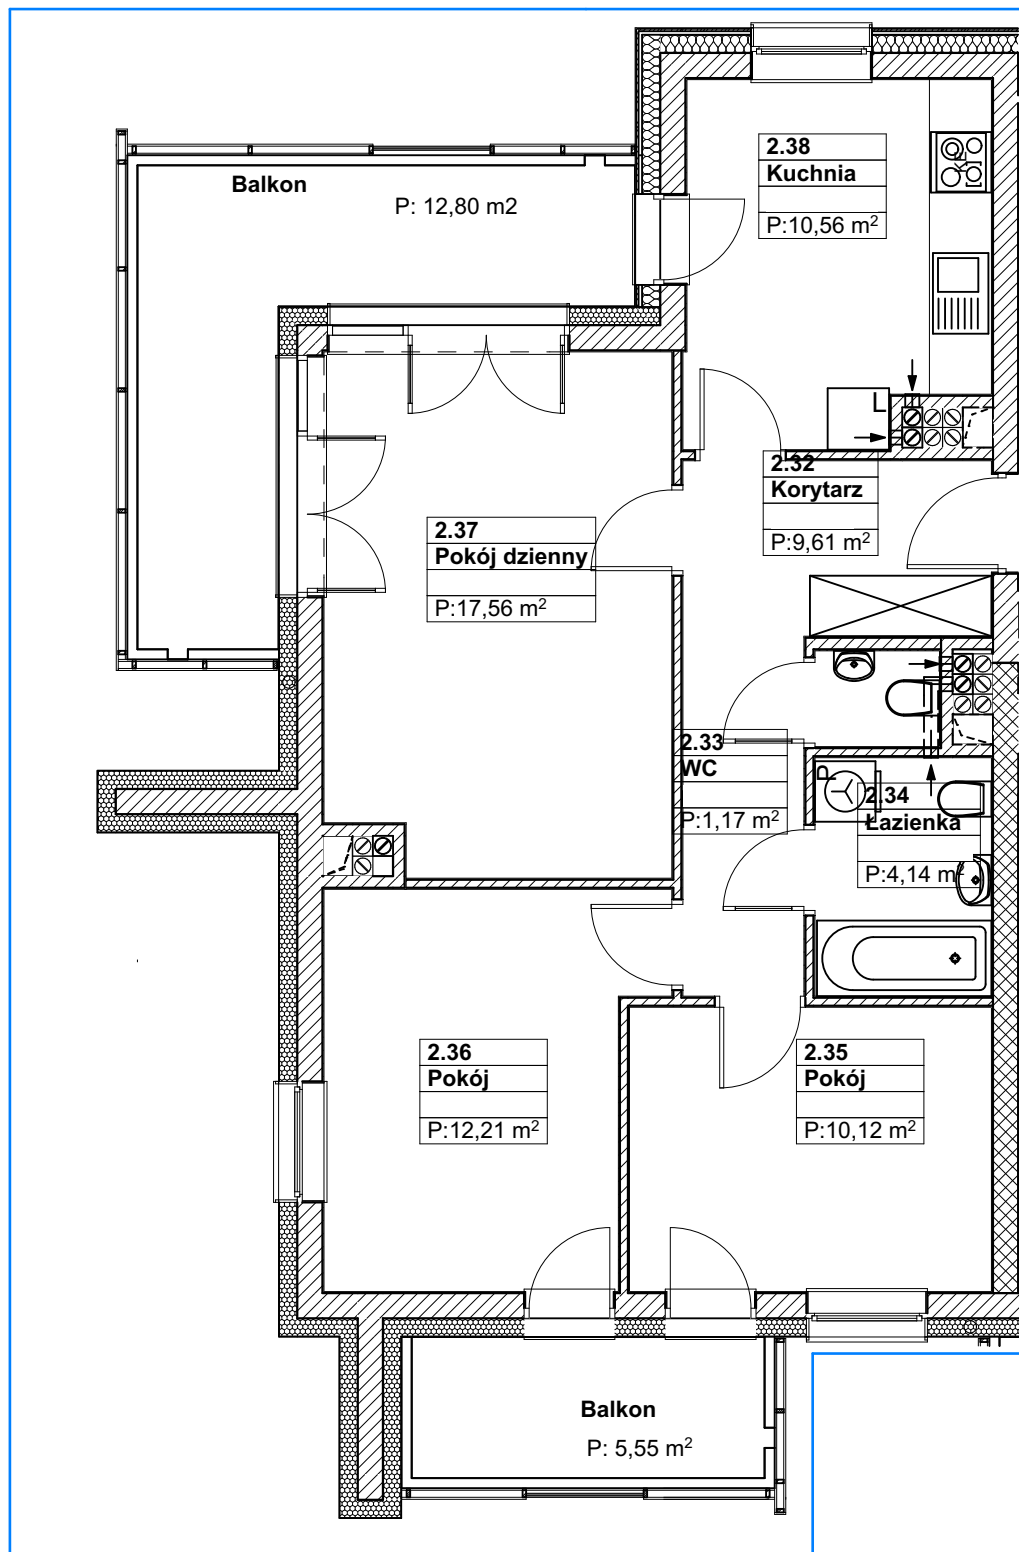 2.38
Kuchnia
P:10,56 m²
KE
Balkon
P: 12,80 m2
L
2.32
Korytarz
P:9,61 m²
2.37
Pokój dzienny
P:17,56 m²
2.33
WC
P:1,17 m²
P
2.34
Łazienka
P:4,14 m²
2.36
Pokój
P:12,21 m²
2.35
Pokój
P:10,12 m²
Balkon
P: 5,55 m²